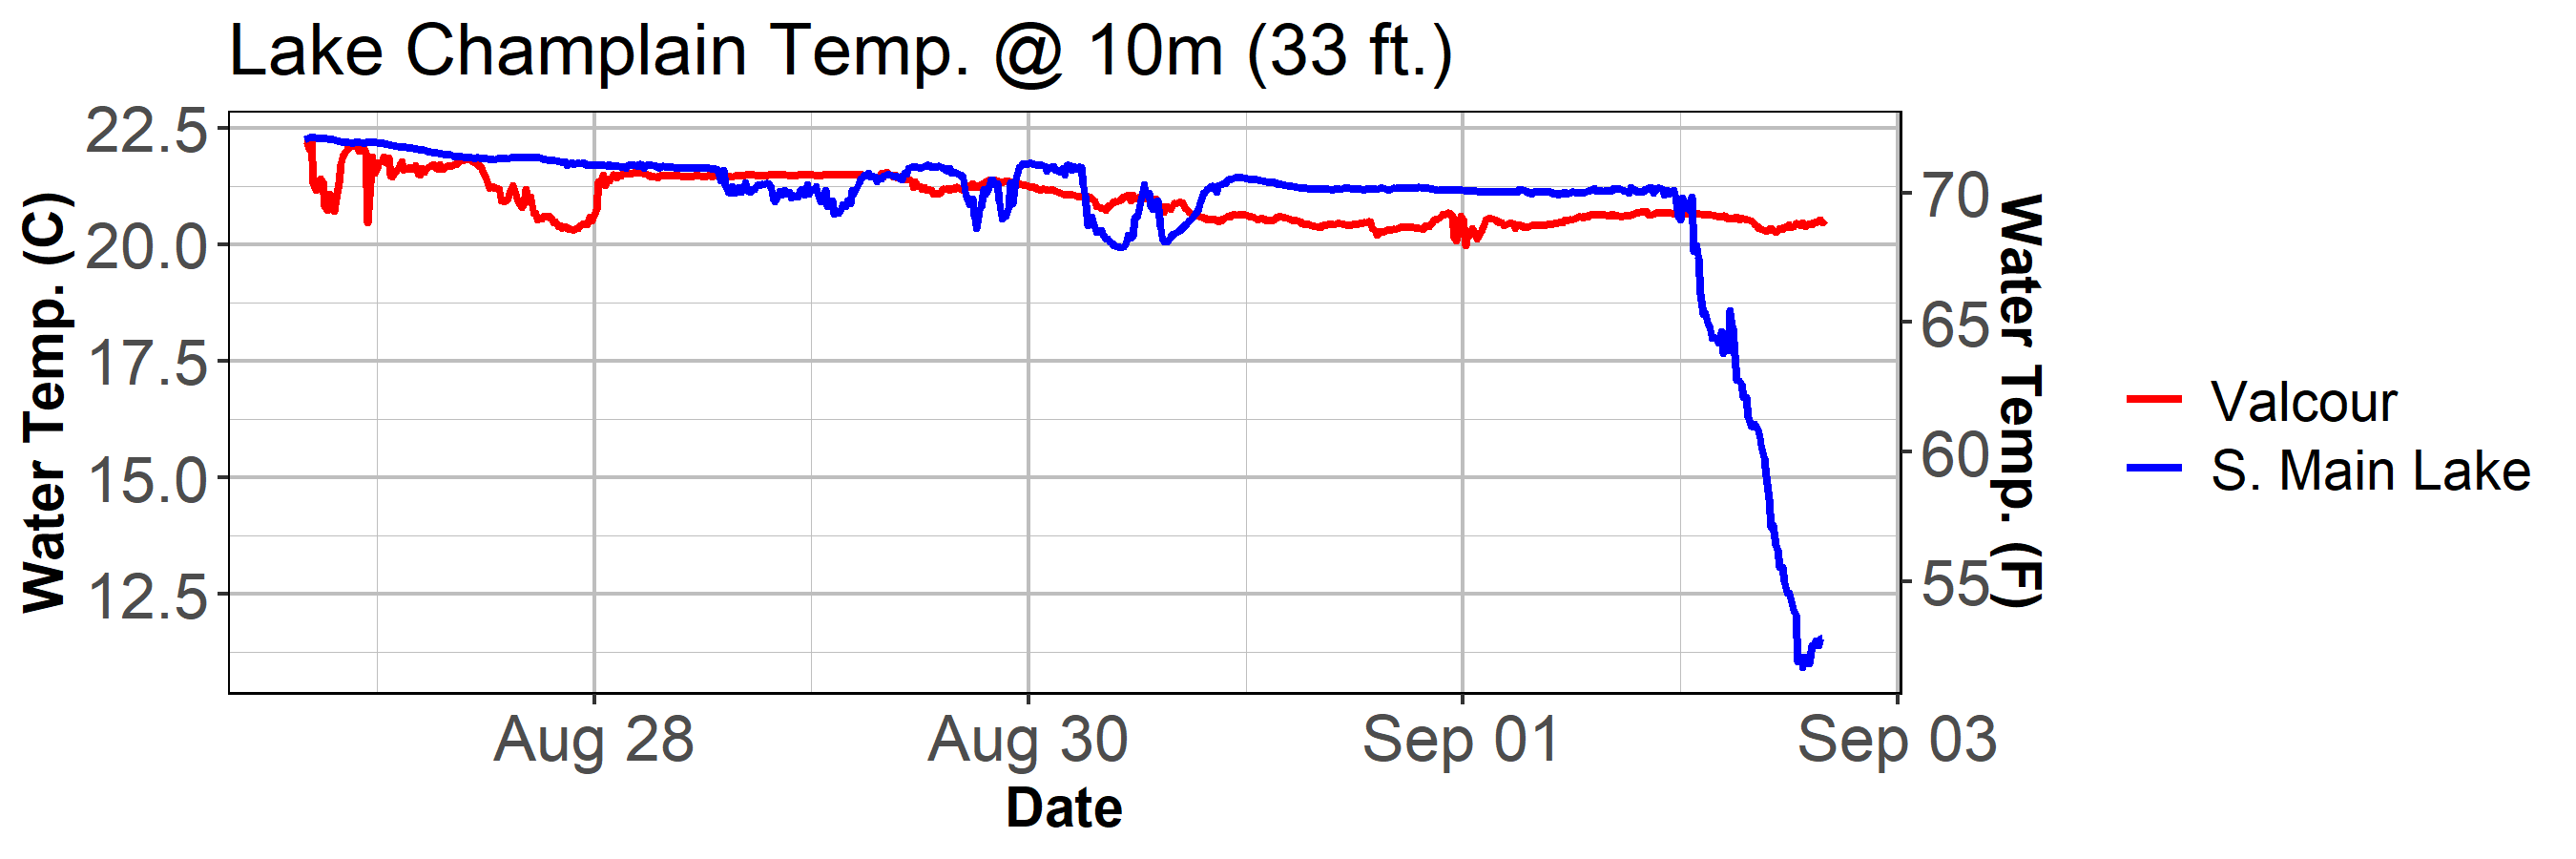 Lake Champlain Temp. @ 10m (33 ft.)
Water Temp. (C)
22.5
20.0
17.5
15.0
12.5
70
65
60
55
Water Temp. (F)
Valcour
S. Main Lake
Aug 28
Aug 30
Sep 01
Sep 03
Date